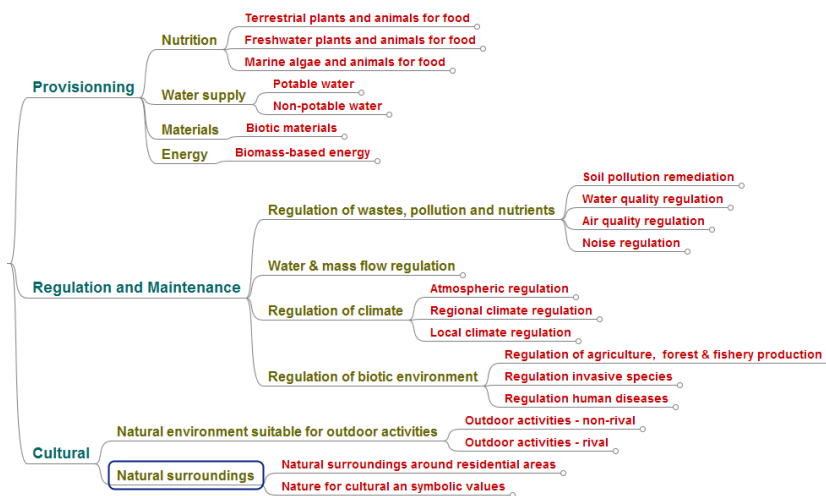 Provisionning
Nutrition
Terrestrial plants and animals for food
Freshwater plants and animals for food
Marine algae and animals for food
Water supply
Potable water
Non-potable water
Materials
Biotic materials
Energy
Biomass-based energy
Regulation and Maintenance
Regulation of wastes, pollution and nutrients
Soil pollution remediation
Water quality regulation
Air quality regulation
Noise regulation
Water & mass flow regulation
Regulation of climate
Atmospheric regulation
Regional climate regulation
Local climate regulation
Regulation of biotic environment
Regulation of agriculture, forest & fishery production
Regulation invasive species
Regulation human diseases
Cultural
Natural environment suitable for outdoor activities
Outdoor activities - non-rival
Outdoor activities - rival
Natural surroundings
Natural surroundings around residential areas
Nature for cultural an symbolic values